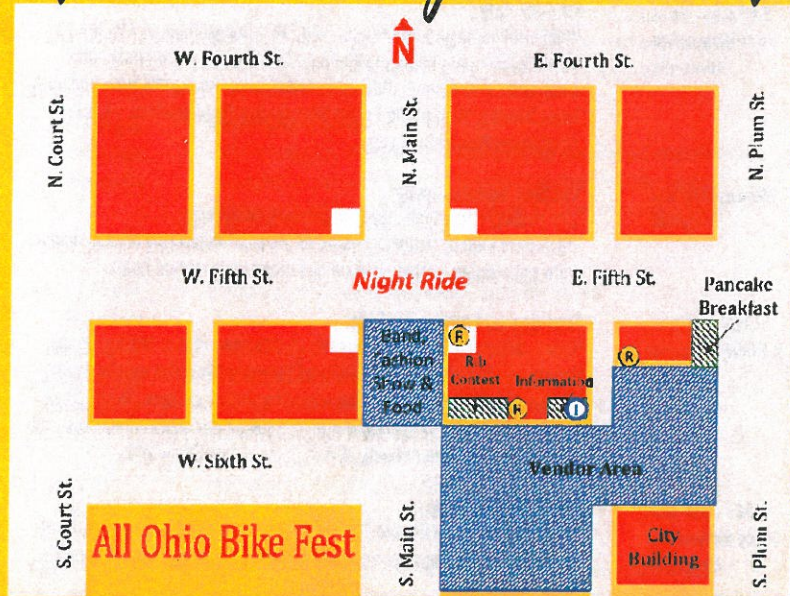 N
W. Fourth St.
E. Fourth St.
N. Court St.
N. Main St.
N. Plum St.
W. Fifth St.
Night Ride
E. Fifth St.
Pancake
Breakfast
Band,
Fashion
Show &
Food
R
Rib
Contest
Information
R
R
I
W. Sixth St.
Vendor Area
S. Court St.
All Ohio Bike Fest
S. Main St.
City
Building
S. Plum St.